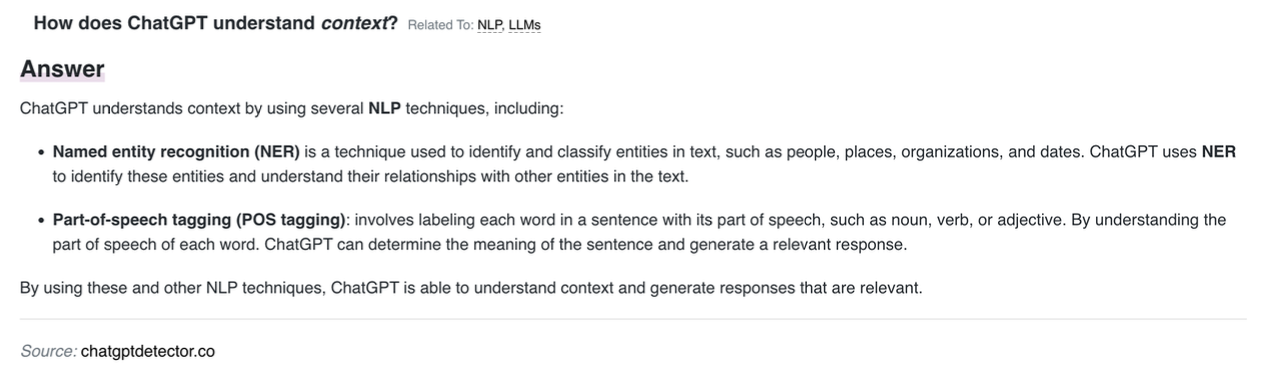 How does ChatGPT understand context? Related To: NLP, LLMs
Answer
ChatGPT understands context by using several NLP techniques, including:
• Named entity recognition (NER) is a technique used to identify and classify entities in text, such as people, places, organizations, and dates. ChatGPT uses NER
to identify these entities and understand their relationships with other entities in the text.
• Part-of-speech tagging (POS tagging): involves labeling each word in a sentence with its part of speech, such as noun, verb, or adjective. By understanding the
part of speech of each word. ChatGPT can determine the meaning of the sentence and generate a relevant response.
By using these and other NLP techniques, ChatGPT is able to understand context and generate responses that are relevant.
Source: chatgptdetector.co